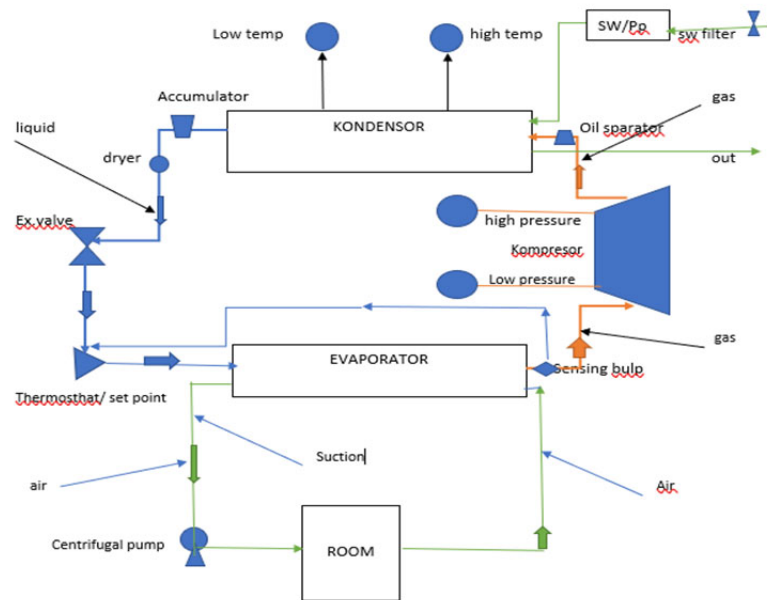 SW/Pp
sw filter
Low temp
high temp
Accumulator
gas
liquid
KONDENSOR
Oil sparator
dryer
out
Ex.valve
high pressure
Kompresor
Low pressure
gas
EVAPORATOR
Sensing bulp
Thermosthat/ set point
Suction
air
Air
Centrifugal pump
ROOM